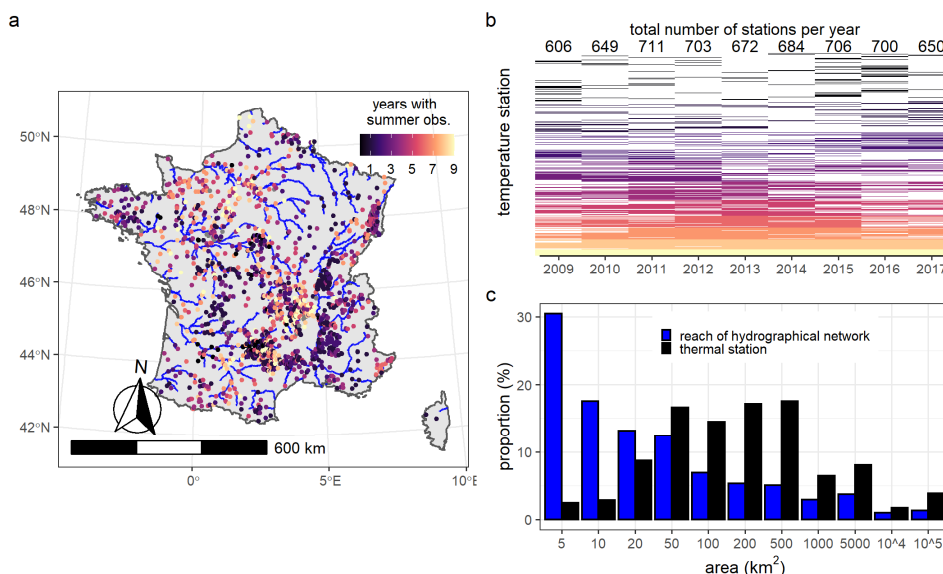 a
years with
summer obs.
1 3 5 7 9
50°N
48°N
46°N
44°N
42°N
N
600 km
0° 5°E 10°E
b
total number of stations per year
606 649 711 703 672 684 706 700 650
temperature station
2009 2010 2011 2012 2013 2014 2015 2016 2017
c
reach of hydrographical network
thermal station
proportion (%)
30
20
10
0
5 10 20 50 100 200 500 1000 5000 10^4 10^5
area (km²)